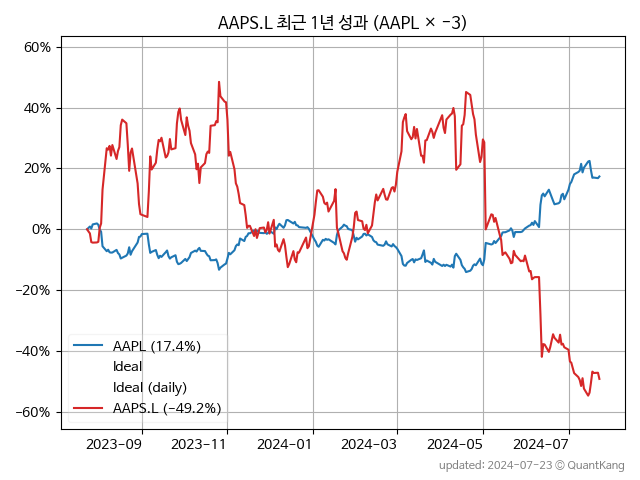 AAPS.L 최근 1년 성과 (AAPL × −3)
60%
40%
20%
0%
−20%
−40%
−60%
AAPL (17.4%)
Ideal
Ideal (daily)
AAPS.L (−49.2%)
2023−09
2023−11
2024−01
2024−03
2024−05
2024−07
updated: 2024-07-23 © QuantKang